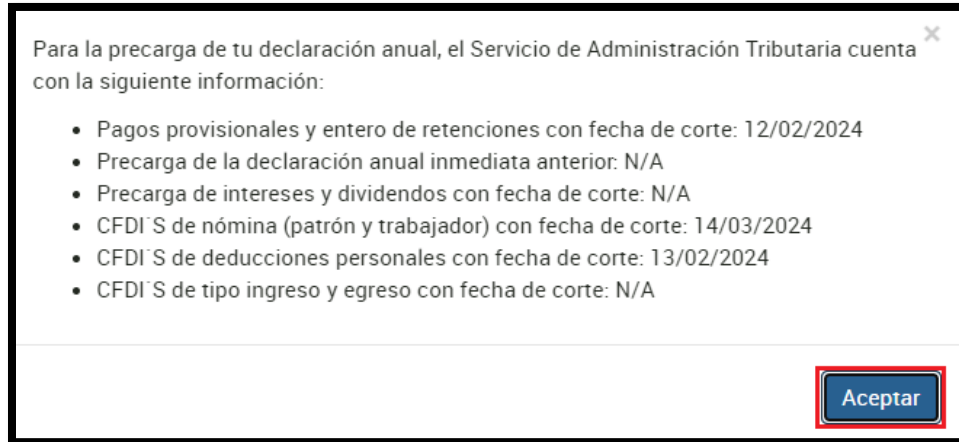 ×
Para la precarga de tu declaración anual, el Servicio de Administración Tributaria cuenta
con la siguiente información:
• Pagos provisionales y entero de retenciones con fecha de corte: 12/02/2024
• Precarga de la declaración anual inmediata anterior: N/A
• Precarga de intereses y dividendos con fecha de corte: N/A
• CFDI´S de nómina (patrón y trabajador) con fecha de corte: 14/03/2024
• CFDI´S de deducciones personales con fecha de corte: 13/02/2024
• CFDI´S de tipo ingreso y egreso con fecha de corte: N/A
Aceptar